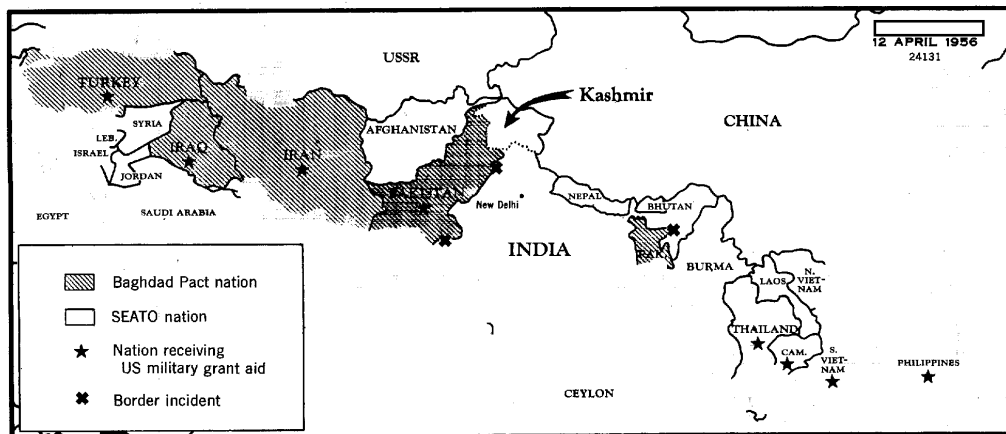 12 APRIL 1956
24131
USSR
TURKEY
Kashmir
CHINA
SYRIA
AFGHANISTAN
LEB.
IRAQ
IRAN
ISRAEL
JORDAN
PAKISTAN
NEPAL
BHUTAN
New Delhi
EGYPT
SAUDI ARABIA
INDIA
PAK.
BURMA
LAOS
N.
VIET-
NAM
THAILAND
CAM.
S.
VIET-
NAM
PHILIPPINES
CEYLON
Baghdad Pact nation
SEATO nation
Nation receiving
US military grant aid
Border incident